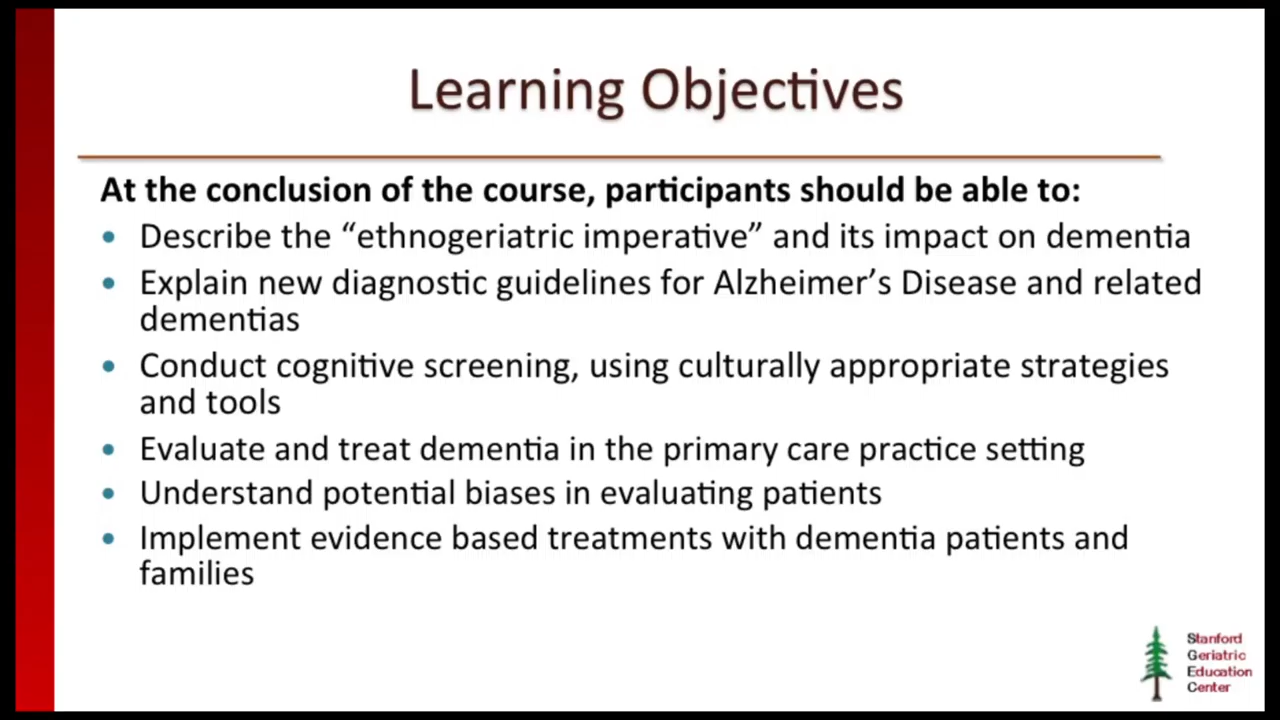 Learning Objectives
At the conclusion of the course, participants should be able to:
• Describe the “ethnogeriatric imperative” and its impact on dementia
• Explain new diagnostic guidelines for Alzheimer’s Disease and related
dementias
• Conduct cognitive screening, using culturally appropriate strategies
and tools
• Evaluate and treat dementia in the primary care practice setting
• Understand potential biases in evaluating patients
• Implement evidence based treatments with dementia patients and
families
Stanford
Geriatric
Education
Center